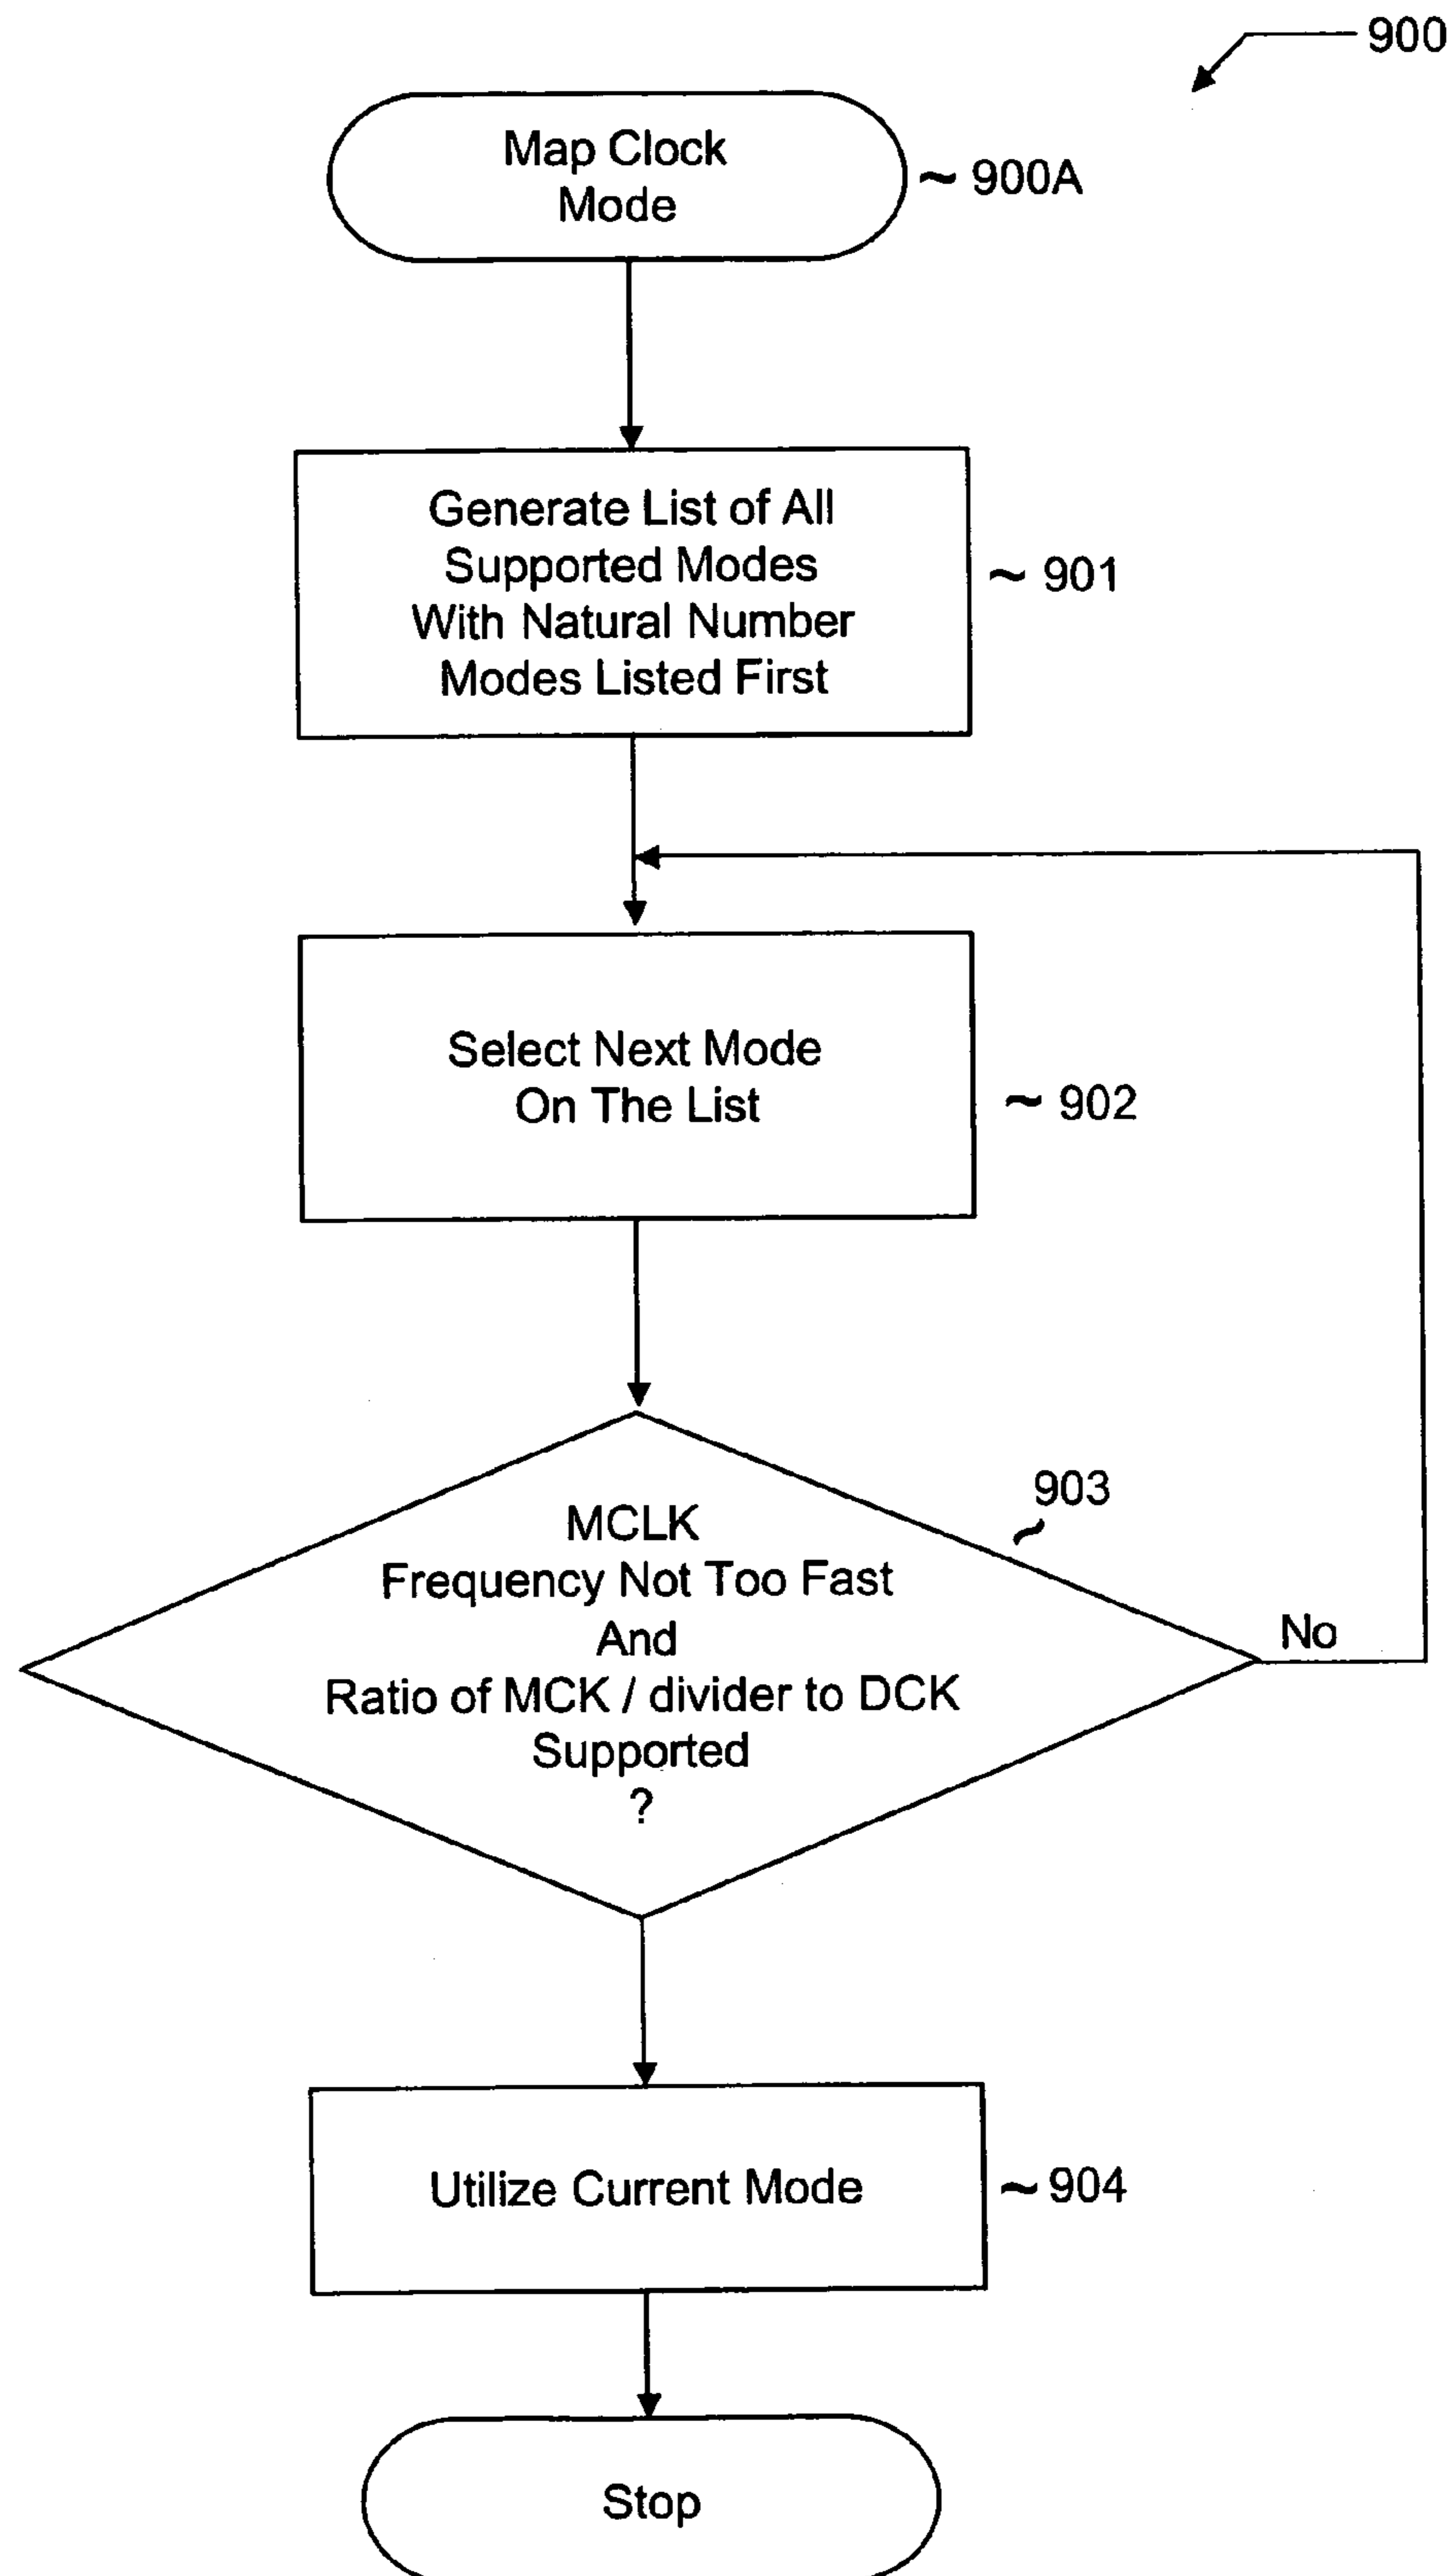 900
Map Clock
Mode
~ 900A
Generate List of All
Supported Modes
With Natural Number
Modes Listed First
~ 901
Select Next Mode
On The List
~ 902
903
~
MCLK
Frequency Not Too Fast
And
Ratio of MCK / divider to DCK
Supported
?
No
Utilize Current Mode
~ 904
Stop